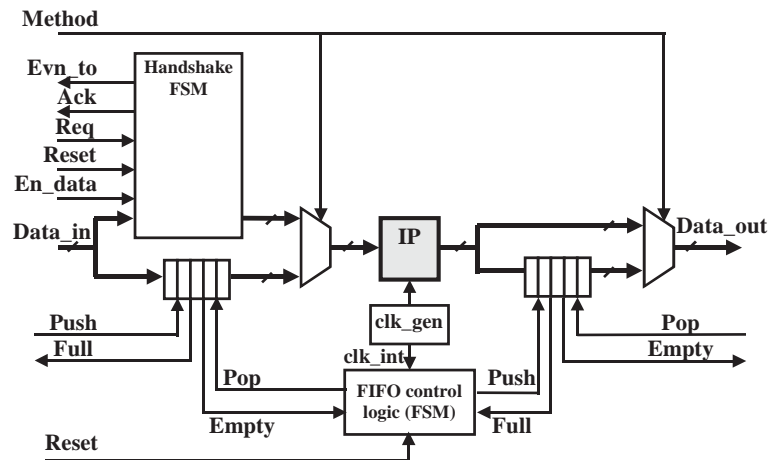 Method
Evn_to
Handshake
FSM
Ack
Req
Reset
En_data
Data_in
IP
Data_out
Push
clk_gen
Pop
Full
clk_int
Empty
Pop
FIFO control
logic (FSM)
Push
Empty
Full
Reset